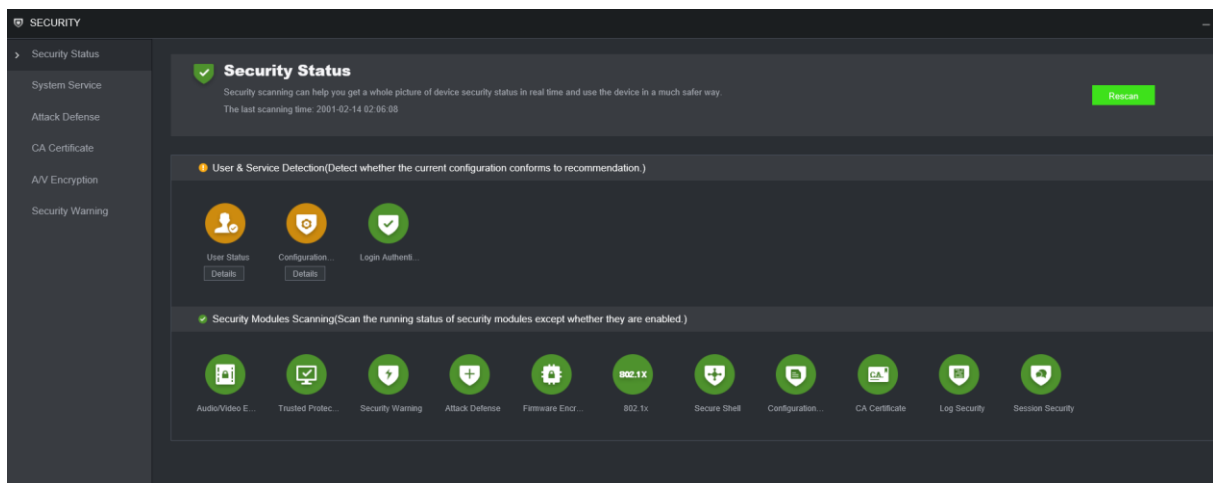 SECURITY
Security Status
System Service
Attack Defense
CA Certificate
A/V Encryption
Security Warning
Security Status
Security scanning can help you get a whole picture of device security status in real time and use the device in a much safer way.
The last scanning time: 2001-02-14 02:06:08
Rescan
User & Service Detection(Detect whether the current configuration conforms to recommendation.)
User Status
Configuration...
Login Authenti...
Details
Details
Security Modules Scanning(Scan the running status of security modules except whether they are enabled.)
802.1X
CA
Audio/Video E...
Trusted Protec...
Security Warning
Attack Defense
Firmware Encr...
802.1x
Secure Shell
Configuration...
CA Certificate
Log Security
Session Security